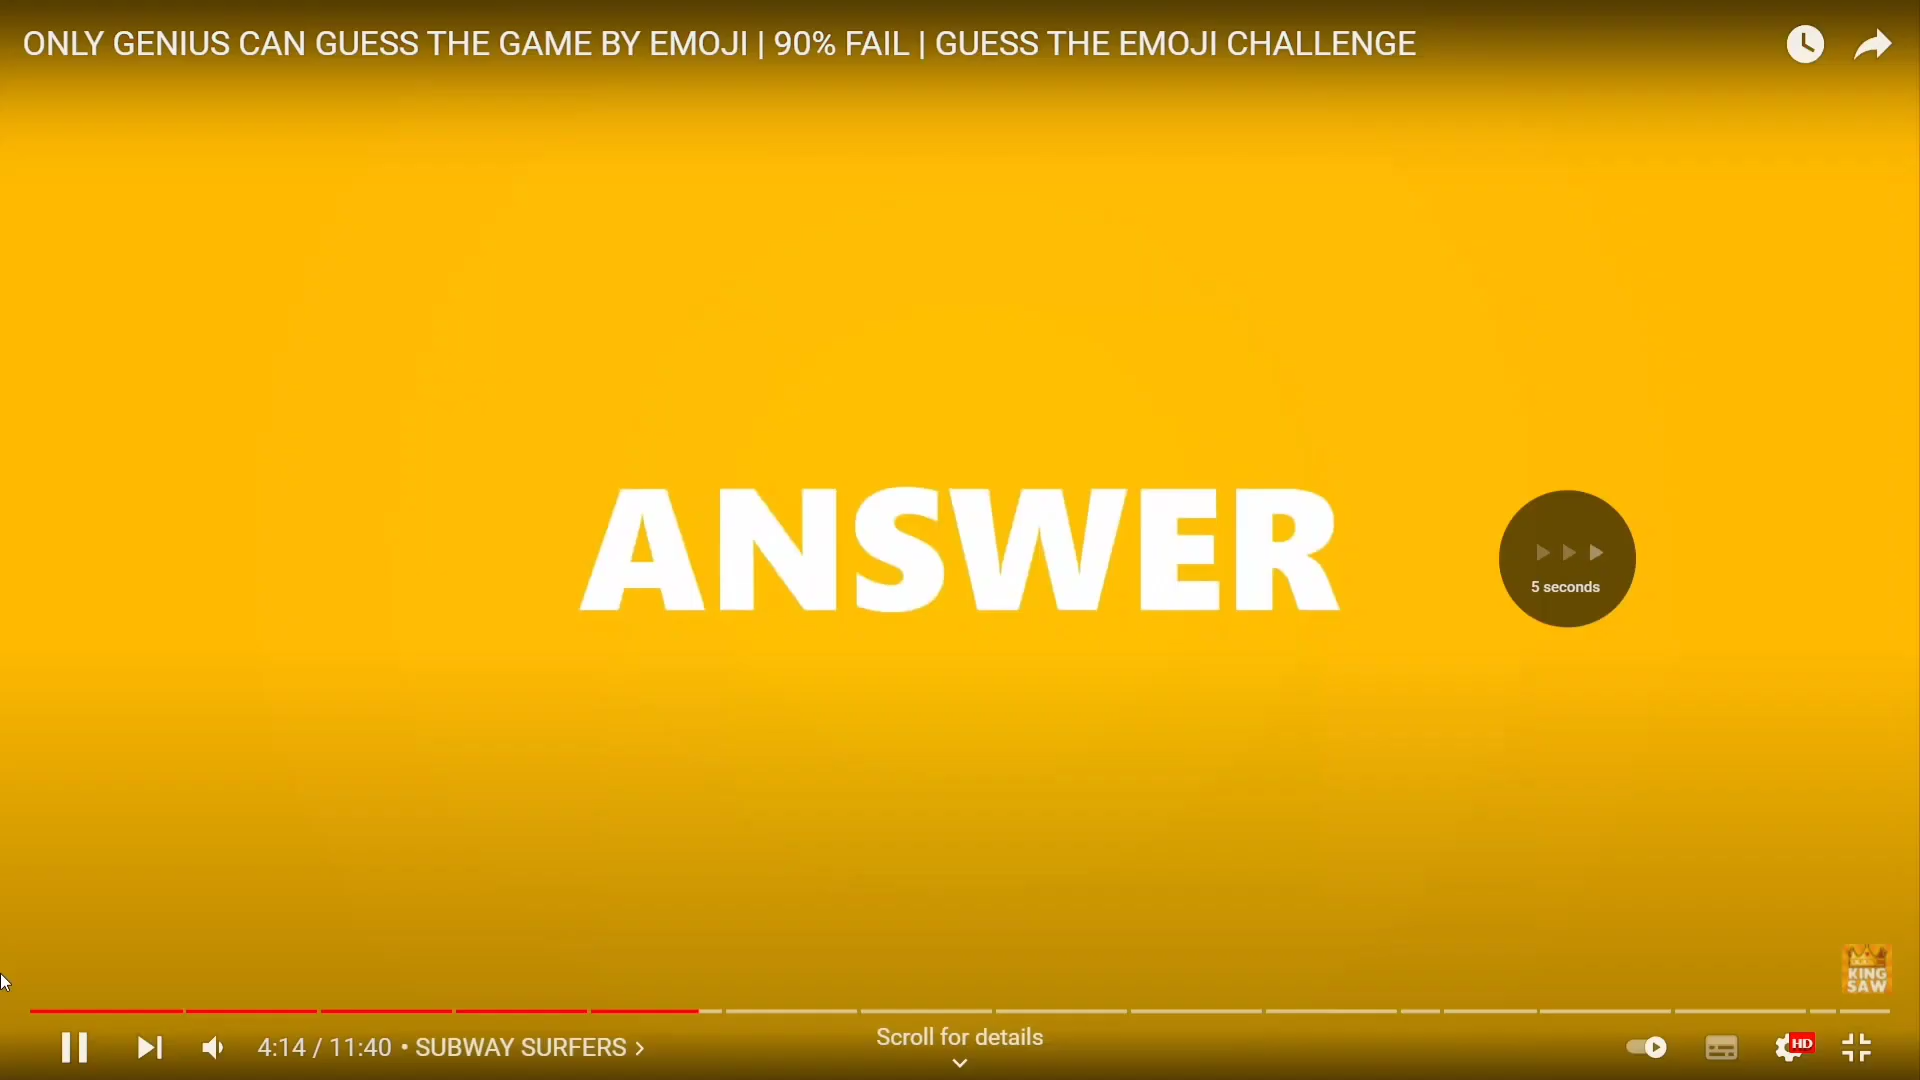 ONLY GENIUS CAN GUESS THE GAME BY EMOJI | 90% FAIL | GUESS THE EMOJI CHALLENGE
ANSWER
5 seconds
KING
SAW
4:14 / 11:40 • SUBWAY SURFERS
Scroll for details
HD